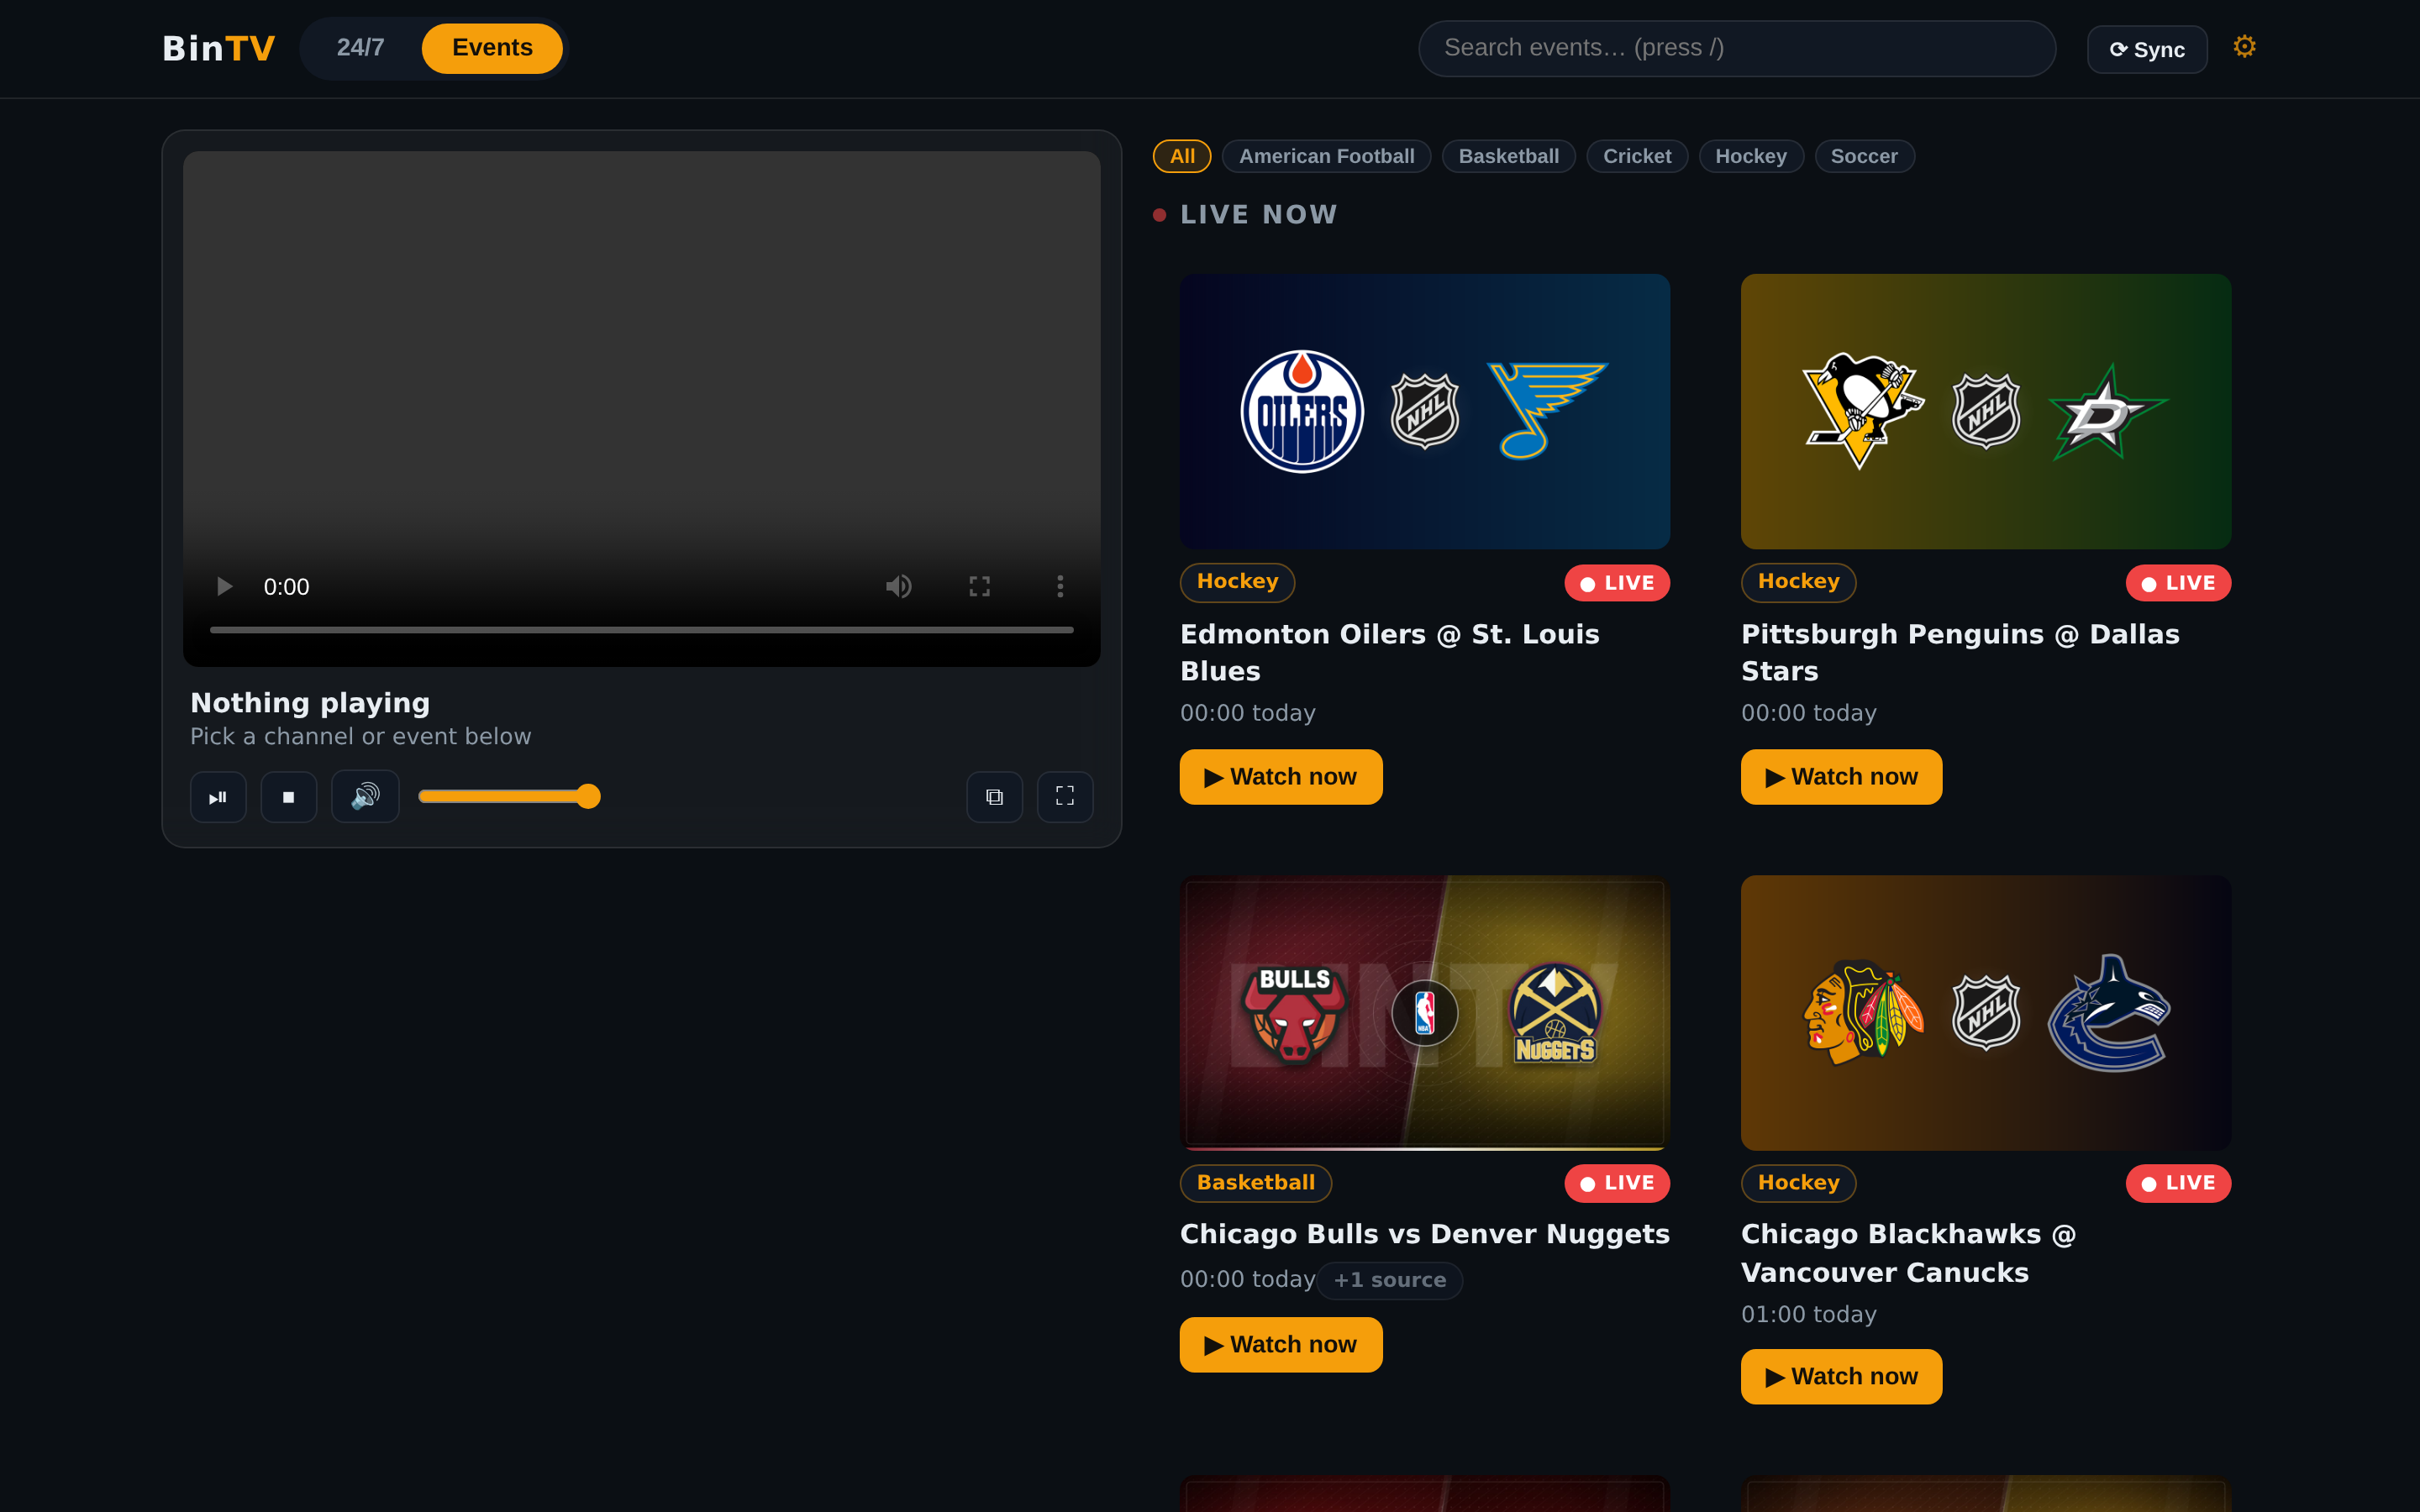 BinTV
24/7
Events
Search events… (press /)
⟳ Sync
All
American Football
Basketball
Cricket
Hockey
Soccer
LIVE NOW
0:00
Nothing playing
Pick a channel or event below
OILERS
NHL
Hockey
● LIVE
Edmonton Oilers @ St. Louis
Blues
00:00 today
▶ Watch now
NHL
D
Hockey
● LIVE
Pittsburgh Penguins @ Dallas
Stars
00:00 today
▶ Watch now
BINTV
BULLS
NBA
NUGGETS
Basketball
● LIVE
Chicago Bulls vs Denver Nuggets
00:00 today
+1 source
▶ Watch now
NHL
Hockey
● LIVE
Chicago Blackhawks @
Vancouver Canucks
01:00 today
▶ Watch now